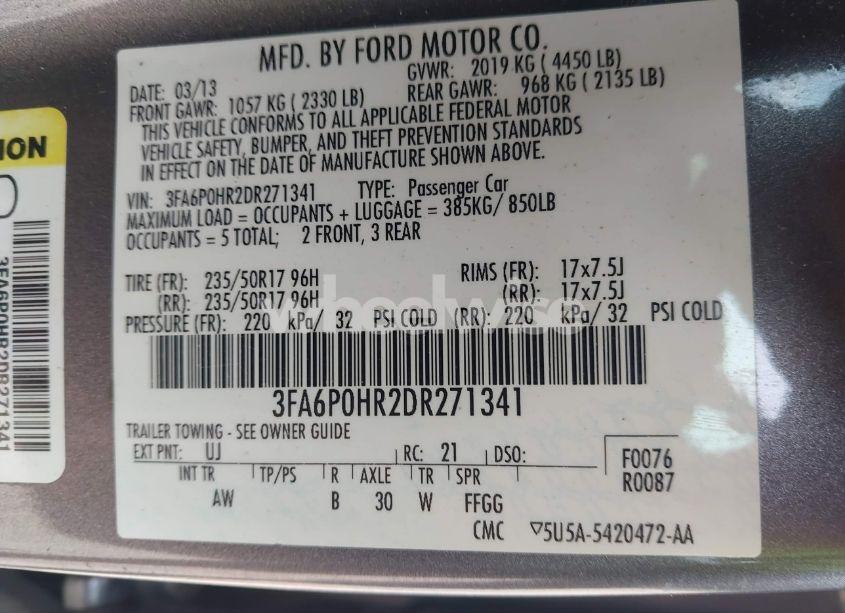 MFD. BY FORD MOTOR CO.
DATE: 03/13 GVWR: 2019 KG ( 4450 LB)
FRONT GAWR: 1057 KG ( 2330 LB) REAR GAWR: 968 KG ( 2135 LB)
THIS VEHICLE CONFORMS TO ALL APPLICABLE FEDERAL MOTOR
VEHICLE SAFETY, BUMPER, AND THEFT PREVENTION STANDARDS
IN EFFECT ON THE DATE OF MANUFACTURE SHOWN ABOVE.
VIN: 3FA6P0HR2DR271341 TYPE: Passenger Car
MAXIMUM LOAD = OCCUPANTS + LUGGAGE = 385KG/ 850LB
OCCUPANTS = 5 TOTAL; 2 FRONT, 3 REAR
TIRE (FR): 235/50R17 96H RIMS (FR): 17x7.5J
(RR): 235/50R17 96H (RR): 17x7.5J
PRESSURE (FR): 220 kPa/ 32 PSI COLD (RR): 220 kPa/ 32 PSI COLD
3FA6P0HR2DR271341
TRAILER TOWING - SEE OWNER GUIDE
EXT PNT: UJ RC: 21 DSO: F0076
INT TR TP/PS R AXLE TR SPR R0087
AW B 30 W FFGG
CMC ▽5U5A-5420472-AA
ION
3FA6P0HR2DR271341